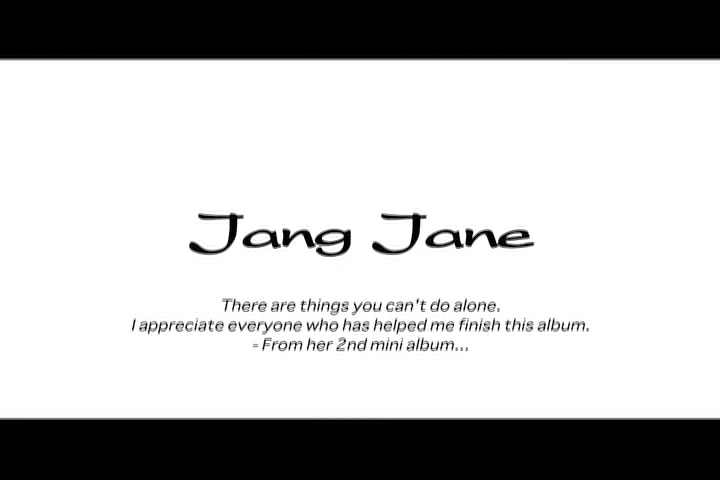 Jang Jane
There are things you can't do alone.
I appreciate everyone who has helped me finish this album.
- From her 2nd mini album...